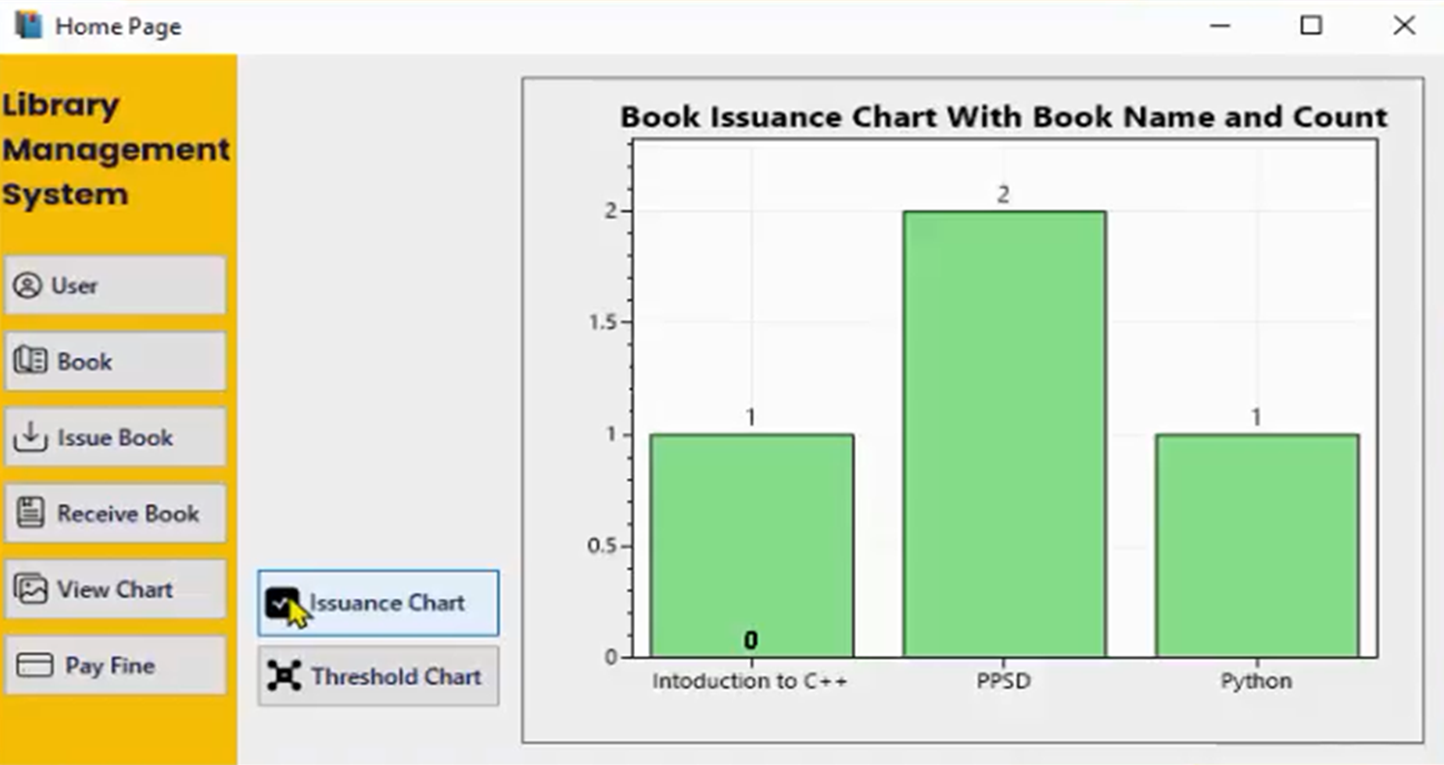 Home Page
Library
Management
System
User
Book
Issue Book
Receive Book
View Chart
Pay Fine
Issuance Chart
Threshold Chart
Book Issuance Chart With Book Name and Count
2
1.5
1
0.5
0
1
2
1
0
Intoduction to C++
PPSD
Python